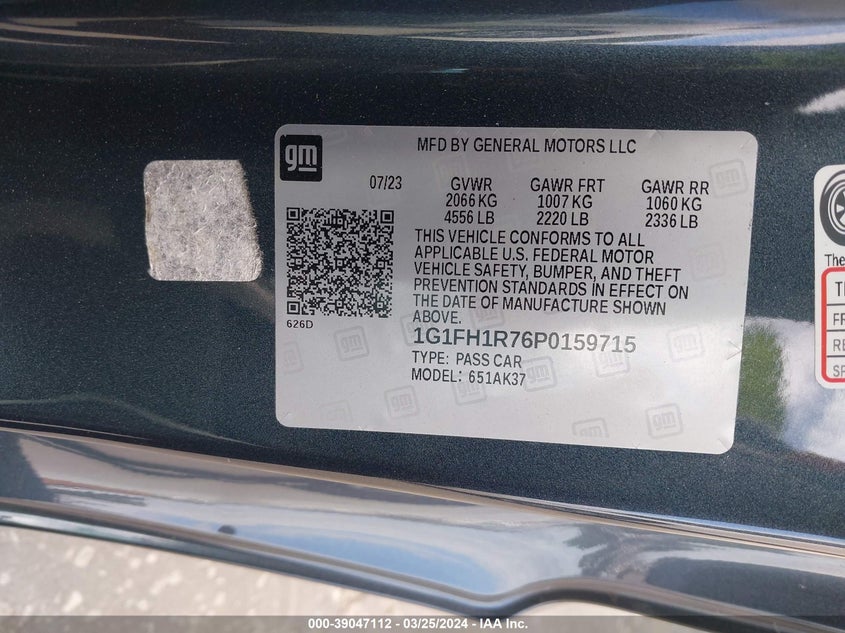 gm
MFD BY GENERAL MOTORS LLC
07/23 GVWR GAWR FRT GAWR RR
2066 KG 1007 KG 1060 KG
4556 LB 2220 LB 2336 LB
THIS VEHICLE CONFORMS TO ALL
APPLICABLE U.S. FEDERAL MOTOR
VEHICLE SAFETY, BUMPER, AND THEFT
PREVENTION STANDARDS IN EFFECT ON
THE DATE OF MANUFACTURE SHOWN
ABOVE.
626D
1G1FH1R76P0159715
TYPE: PASS CAR
MODEL: 651AK37
The
000-39047112 - 03/25/2024 - IAAI, Inc.